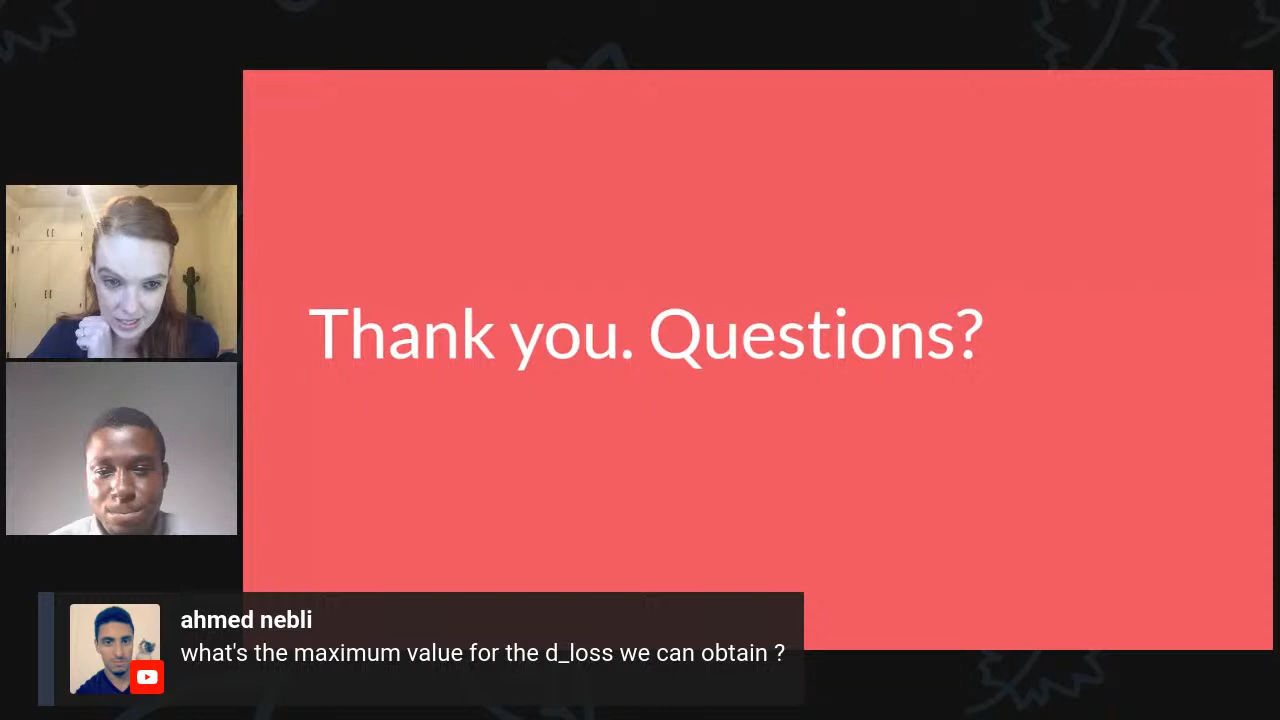 Thank you. Questions?
ahmed nebli
what's the maximum value for the d_loss we can obtain ?